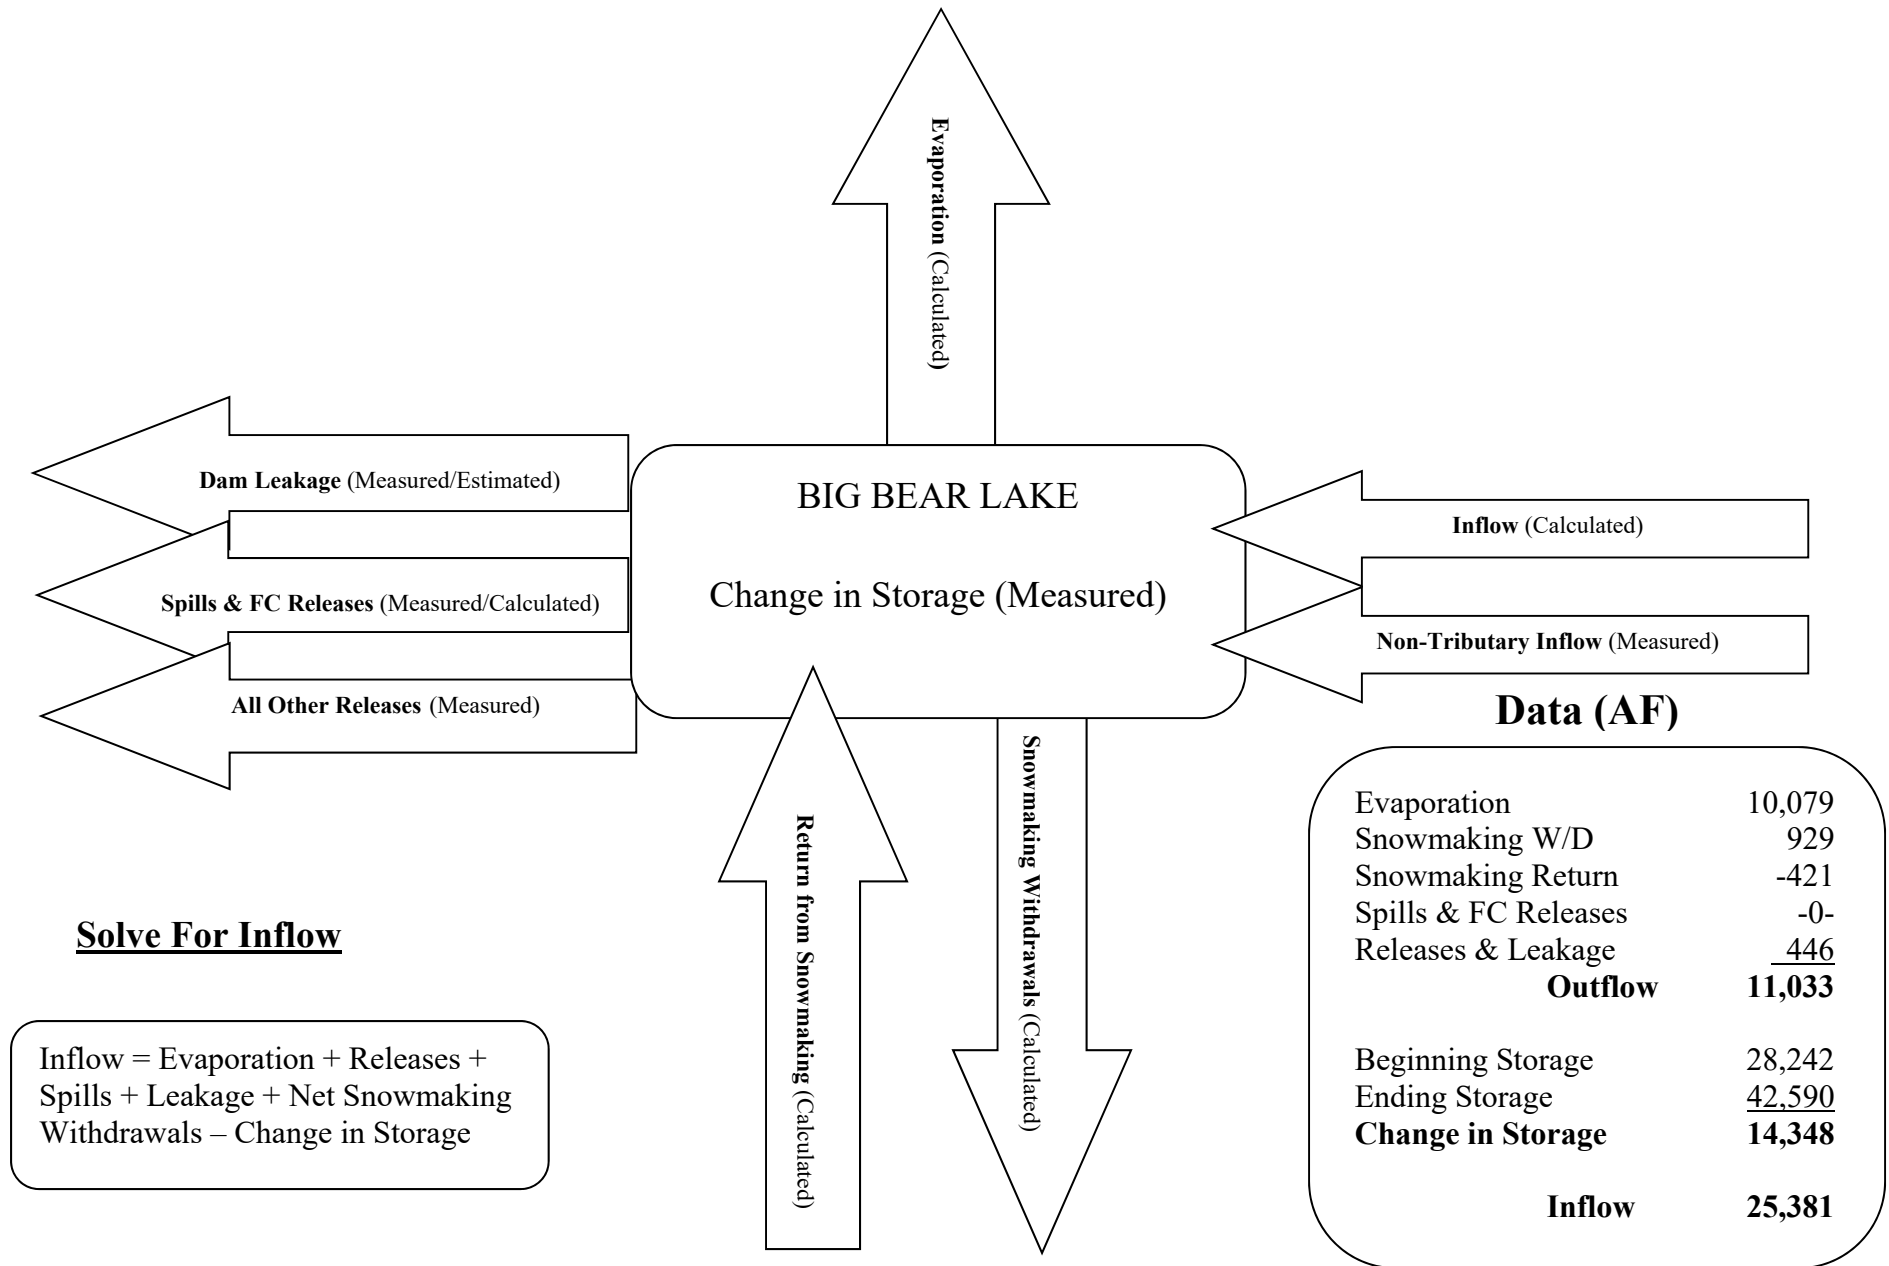 Evaporation (Calculated)
Dam Leakage (Measured/Estimated)
Spills & FC Releases (Measured/Calculated)
All Other Releases (Measured)
BIG BEAR LAKE
Change in Storage (Measured)
Inflow (Calculated)
Non-Tributary Inflow (Measured)
Return from Snowmaking (Calculated)
Snowmaking Withdrawals (Calculated)
Solve For Inflow
Inflow = Evaporation + Releases +
Spills + Leakage + Net Snowmaking
Withdrawals – Change in Storage
Data (AF)
Evaporation 10,079
Snowmaking W/D 929
Snowmaking Return -421
Spills & FC Releases -0-
Releases & Leakage 446
Outflow 11,033
Beginning Storage 28,242
Ending Storage 42,590
Change in Storage 14,348
Inflow 25,381